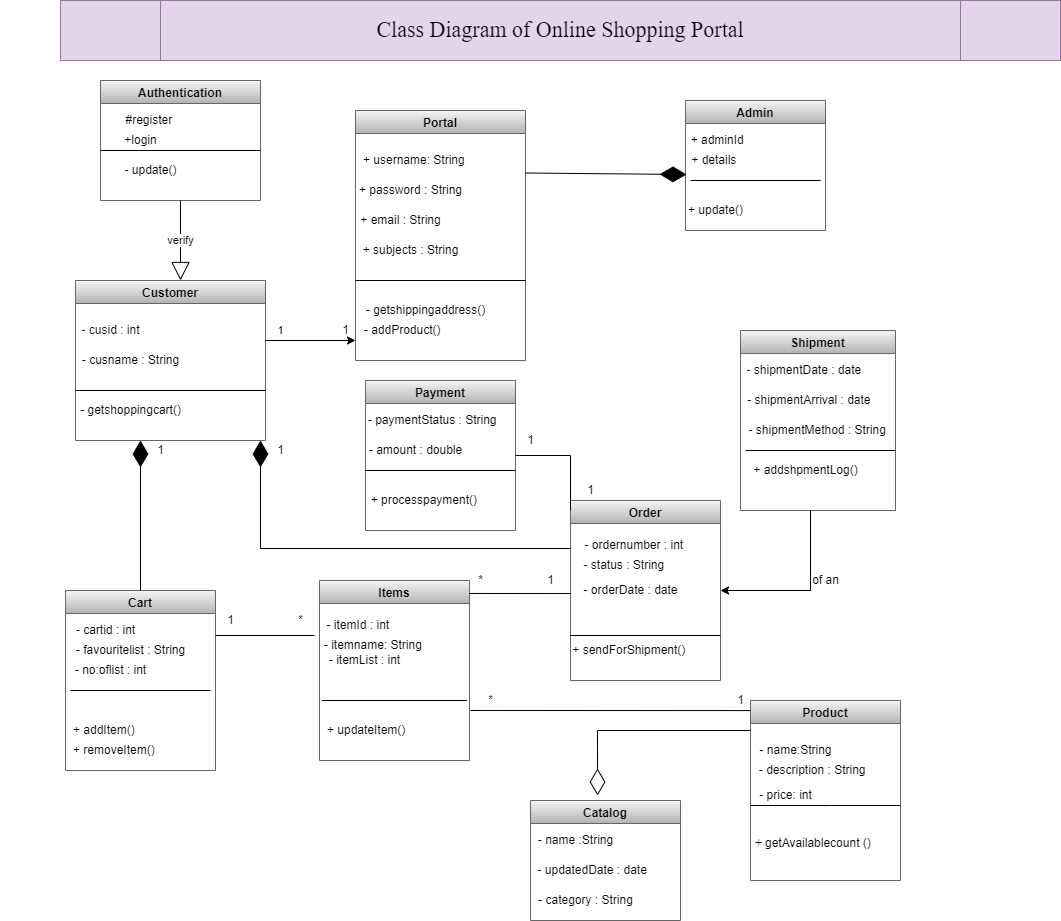 Class Diagram of Online Shopping Portal
Authentication
#register
+login
- update()
verify
Portal
+ username: String
+ password : String
+ email : String
+ subjects : String
- getshippingaddress()
- addProduct()
Admin
+ adminId
+ details
+ update()
Customer
- cusid : int
- cusname : String
- getshoppingcart()
1
1
1
1
Payment
- paymentStatus : String
- amount : double
+ processpayment()
1
1
Shipment
- shipmentDate : date
- shipmentArrival : date
- shipmentMethod : String
+ addshpmentLog()
of an
Order
- ordernumber : int
- status : String
- orderDate : date
+ sendForShipment()
Cart
- cartid : int
- favouritelist : String
- no:oflist : int
+ addItem()
+ removeItem()
1
*
Items
- itemId : int
- itemname: String
- itemList : int
+ updateItem()
*
1
*
1
Product
- name:String
- description : String
- price: int
+ getAvailablecount ()
Catalog
- name :String
- updatedDate : date
- category : String